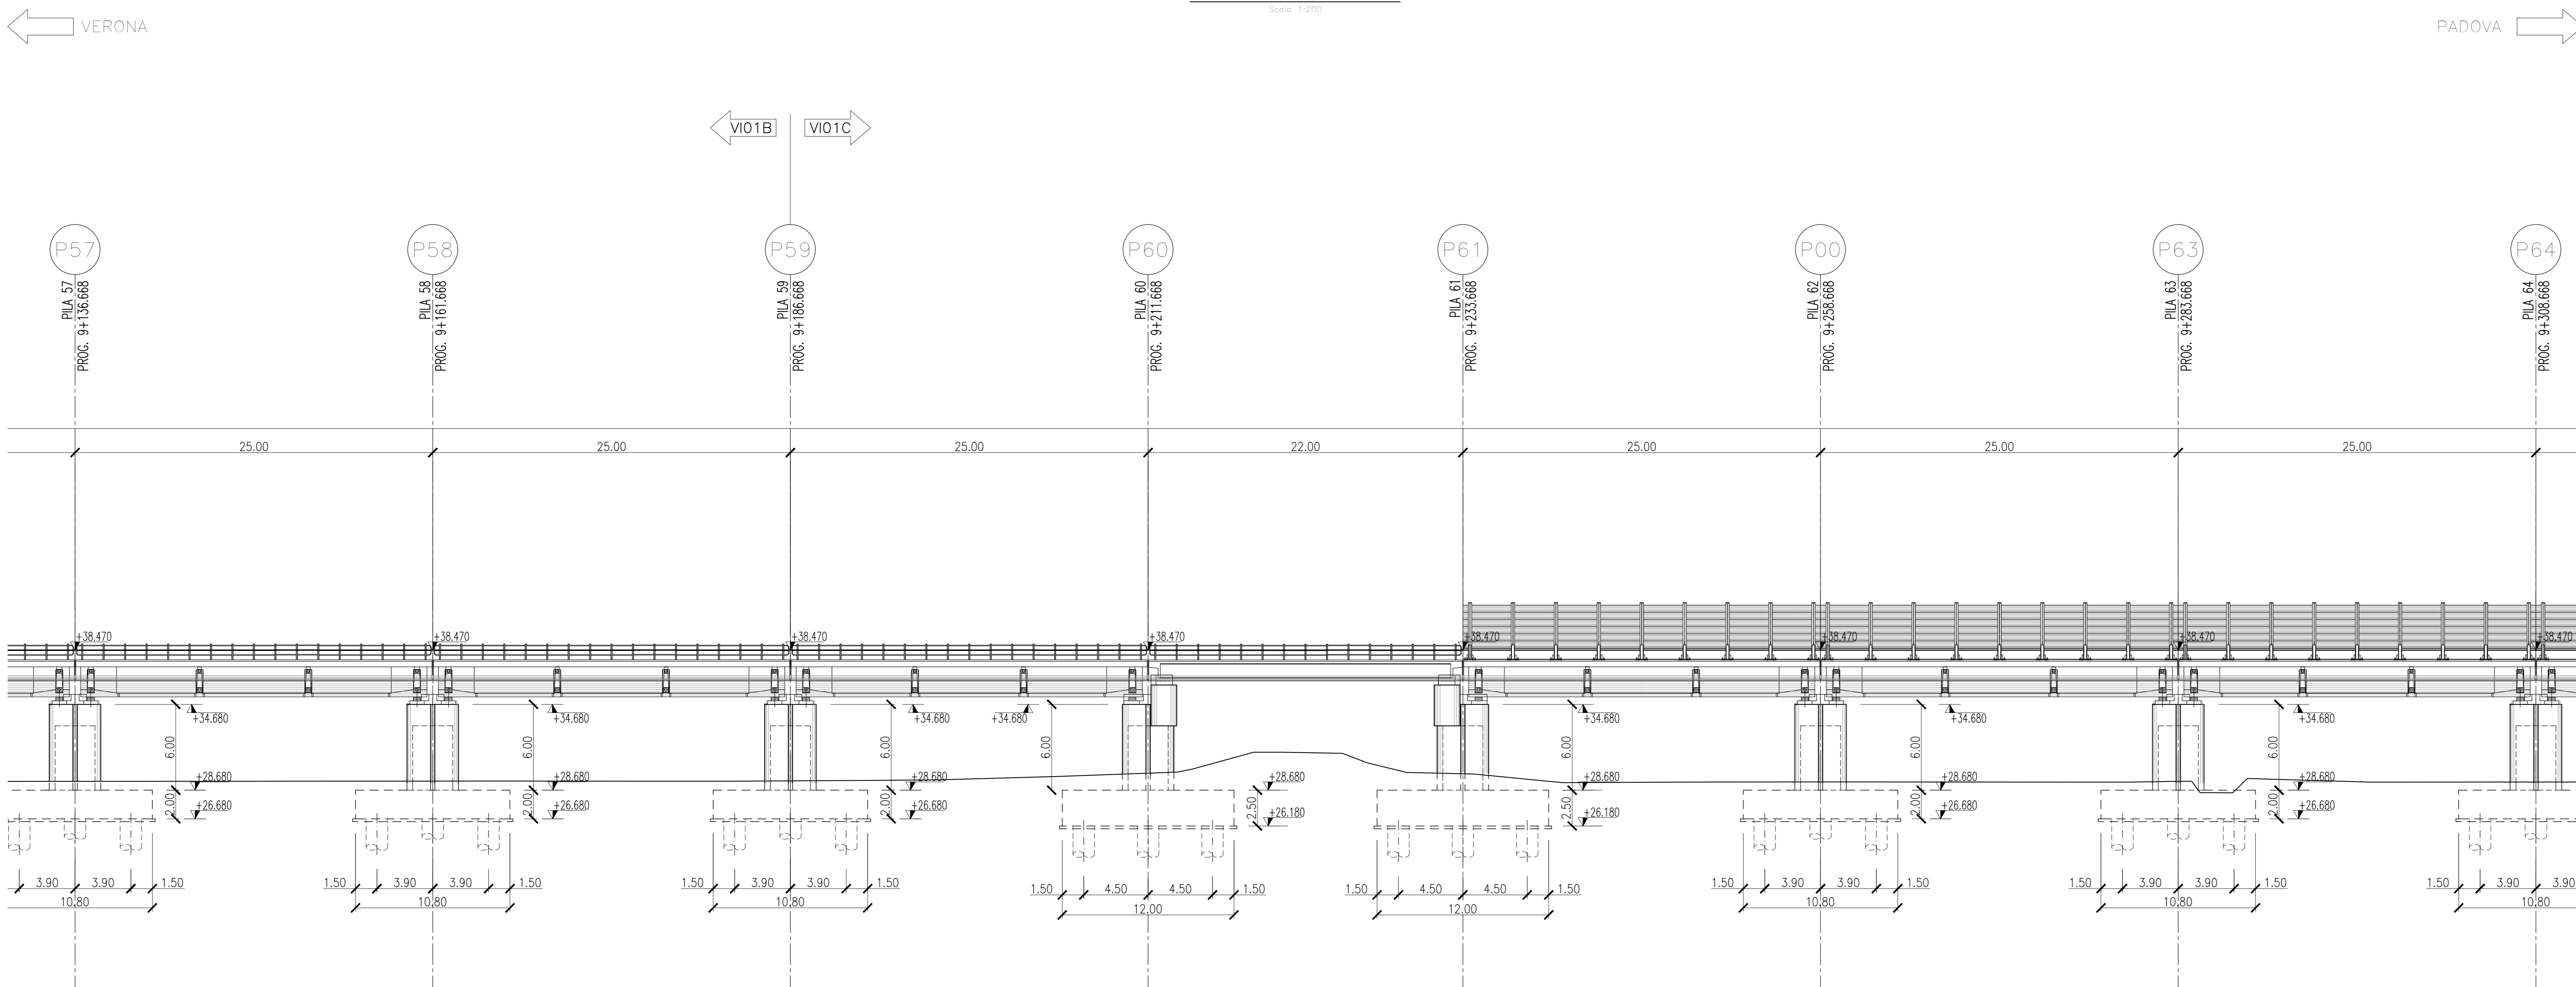 Scala 1:200
VERONA
PADOVA
VI01B
VI01C
P57
P58
P59
P60
P61
P00
P63
P64
PILA 57
PROG. 9+136.668
PILA 58
PROG. 9+161.668
PILA 59
PROG. 9+186.668
PILA 60
PROG. 9+211.668
PILA 61
PROG. 9+233.668
PILA 62
PROG. 9+258.668
PILA 63
PROG. 9+283.668
PILA 64
PROG. 9+308.668
25.00 25.00 25.00 22.00 25.00 25.00 25.00
+38.470 +38.470 +38.470 +38.470 +38.470 +38.470 +38.470 +38.470
+34.680 +34.680 +34.680 +34.680 +34.680 +34.680 +34.680
6.00 6.00 6.00 6.00 6.00 6.00 6.00
+28.680 +28.680 +28.680 +28.680 +28.680 +28.680 +28.680
2.00 2.00 2.00 2.50 2.50 2.00 2.00
+26.680 +26.680 +26.680 +26.180 +26.180 +26.680 +26.680
3.90 3.90 1.50
10.80
1.50 3.90 3.90 1.50
10.80
1.50 3.90 3.90 1.50
10.80
1.50 4.50 4.50 1.50
12.00
1.50 4.50 4.50 1.50
12.00
1.50 3.90 3.90 1.50
10.80
1.50 3.90 3.90 1.50
10.80
1.50 3.90 3.90
10.80